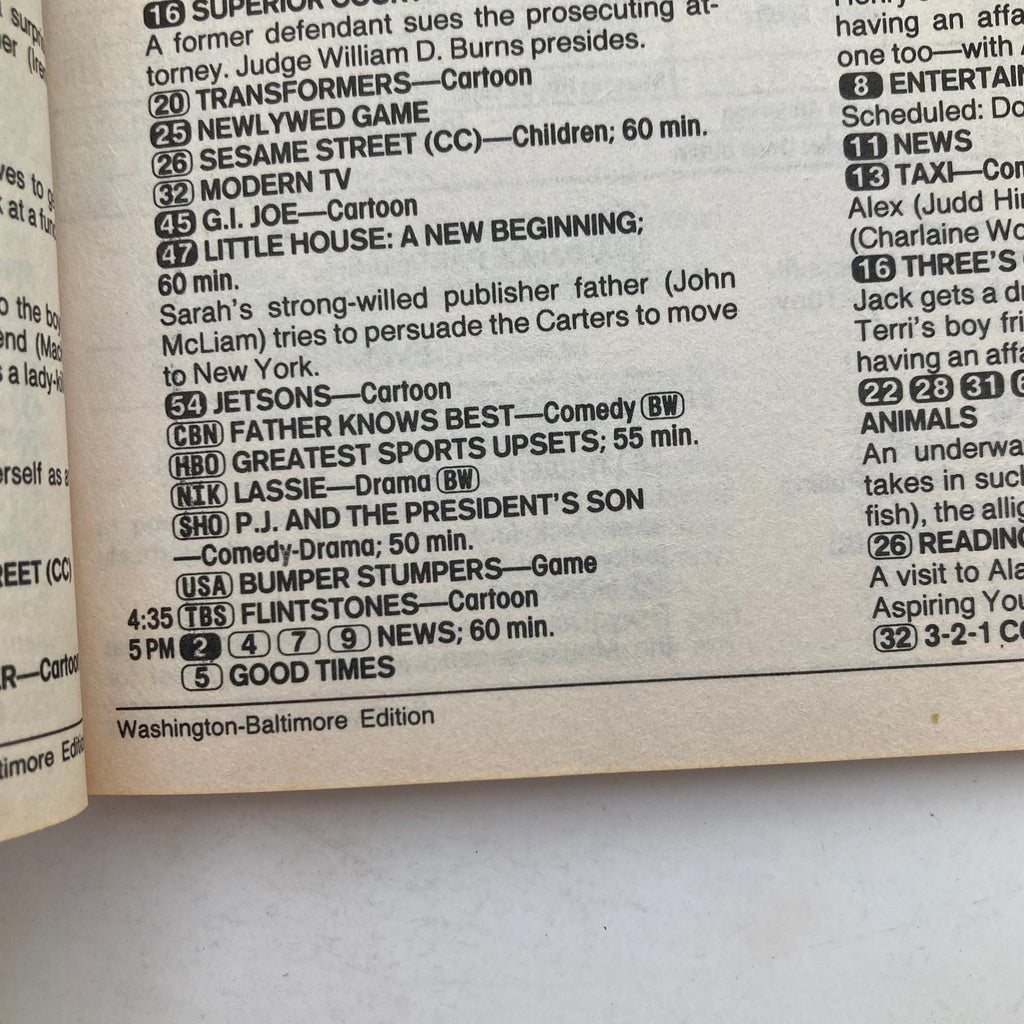 16 SUPERIOR
A former defendant sues the prosecuting at-
torney. Judge William D. Burns presides.
20 TRANSFORMERS—Cartoon
25 NEWLYWED GAME
26 SESAME STREET (CC)—Children; 60 min.
32 MODERN TV
45 G.I. JOE—Cartoon
47 LITTLE HOUSE: A NEW BEGINNING;
60 min.
Sarah's strong-willed publisher father (John
McLiam) tries to persuade the Carters to move
to New York.
54 JETSONS—Cartoon
CBN FATHER KNOWS BEST—Comedy BW
HBO GREATEST SPORTS UPSETS; 55 min.
NIK LASSIE—Drama BW
SHO P.J. AND THE PRESIDENT'S SON
—Comedy-Drama; 50 min.
USA BUMPER STUMPERS—Game
4:35 TBS FLINTSTONES—Cartoon
5 PM 2 4 7 9 NEWS; 60 min.
5 GOOD TIMES
Washington-Baltimore Edition
having an affa
one too—with
8 ENTERTAIN
Scheduled: Do
11 NEWS
13 TAXI—Com
Alex (Judd Hi
(Charlaine Wo
16 THREE'S
Jack gets a d
Terri's boy fri
having an affa
22 28 31
ANIMALS
An underwa
takes in such
fish), the allig
26 READING
A visit to Ala
Aspiring You
32 3-2-1 CO